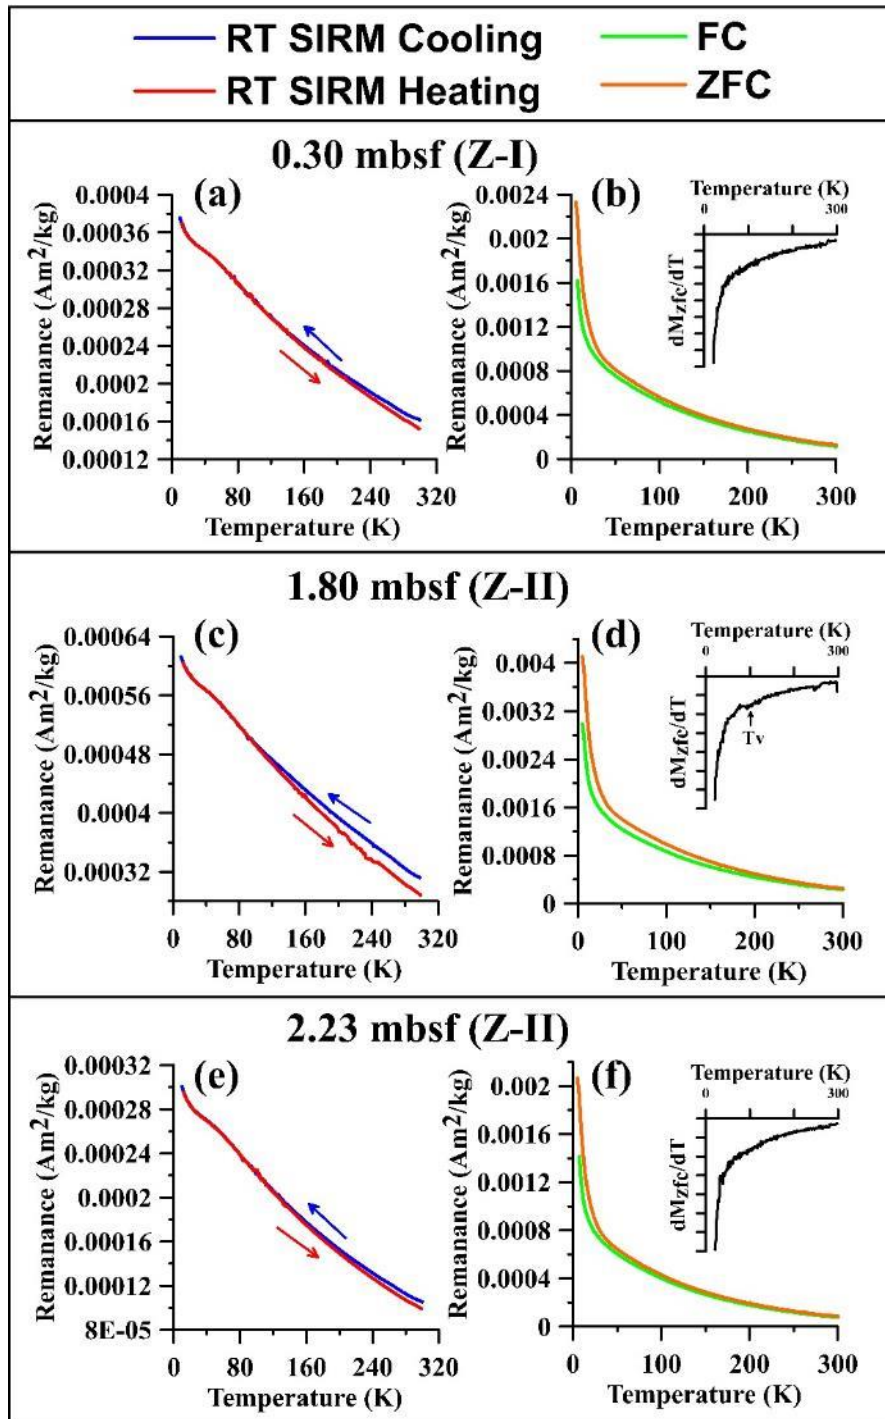 RT SIRM Cooling
FC
RT SIRM Heating
ZFC
0.30 mbsf (Z-I)
(a)
Remanance (Am²/kg)
0.0004
0.00036
0.00032
0.00028
0.00024
0.0002
0.00016
0.00012
0 80 160 240 320
Temperature (K)
(b)
Remanance (Am²/kg)
0.0024
0.002
0.0016
0.0012
0.0008
0.0004
0
0 100 200 300
Temperature (K)
Temperature (K)
0 300
dMzfc/dT
1.80 mbsf (Z-II)
(c)
Remanance (Am²/kg)
0.00064
0.00056
0.00048
0.0004
0.00032
0 80 160 240 320
Temperature (K)
(d)
Remanance (Am²/kg)
0.004
0.0032
0.0024
0.0016
0.0008
0
0 100 200 300
Temperature (K)
Temperature (K)
0 300
dMzfc/dT
Tv
2.23 mbsf (Z-II)
(e)
Remanance (Am²/kg)
0.00032
0.00028
0.00024
0.0002
0.00016
0.00012
8E-05
0 80 160 240 320
Temperature (K)
(f)
Remanance (Am²/kg)
0.002
0.0016
0.0012
0.0008
0.0004
0
0 100 200 300
Temperature (K)
Temperature (K)
0 300
dMzfc/dT